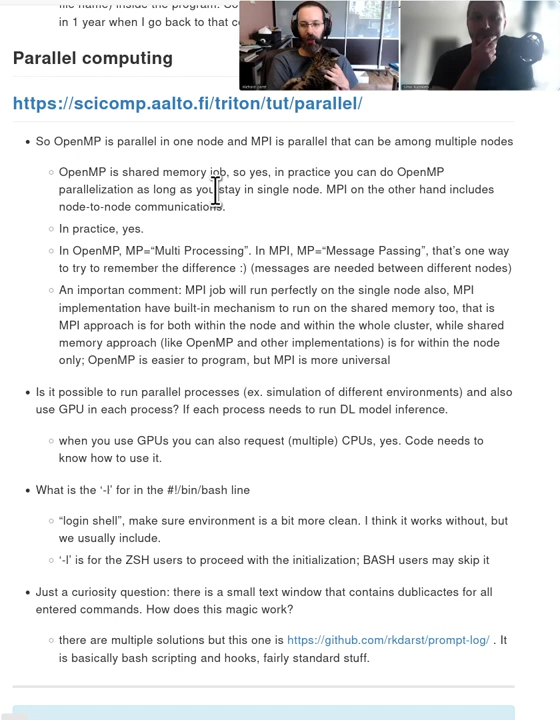 in 1 year when I go back to that c
Parallel computing
https://scicomp.aalto.fi/triton/tut/parallel/
So OpenMP is parallel in one node and MPI is parallel that can be among multiple nodes
OpenMP is shared memory job, so yes, in practice you can do OpenMP
parallelization as long as you stay in single node. MPI on the other hand includes
node-to-node communications.
In practice, yes.
In OpenMP, MP=“Multi Processing”. In MPI, MP=“Message Passing”, that’s one way
to try to remember the difference :) (messages are needed between different nodes)
An importan comment: MPI job will run perfectly on the single node also, MPI
implementation have built-in mechanism to run on the shared memory too, that is
MPI approach is for both within the node and within the whole cluster, while shared
memory approach (like OpenMP and other implementations) is for within the node
only; OpenMP is easier to program, but MPI is more universal
Is it possible to run parallel processes (ex. simulation of different environments) and also
use GPU in each process? If each process needs to run DL model inference.
when you use GPUs you can also request (multiple) CPUs, yes. Code needs to
know how to use it.
What is the ‘-l’ for in the #!/bin/bash line
“login shell”, make sure environment is a bit more clean. I think it works without, but
we usually include.
‘-l’ is for the ZSH users to proceed with the initialization; BASH users may skip it
Just a curiosity question: there is a small text window that contains dublicactes for all
entered commands. How does this magic work?
there are multiple solutions but this one is https://github.com/rkdarst/prompt-log/ . It
is basically bash scripting and hooks, fairly standard stuff.